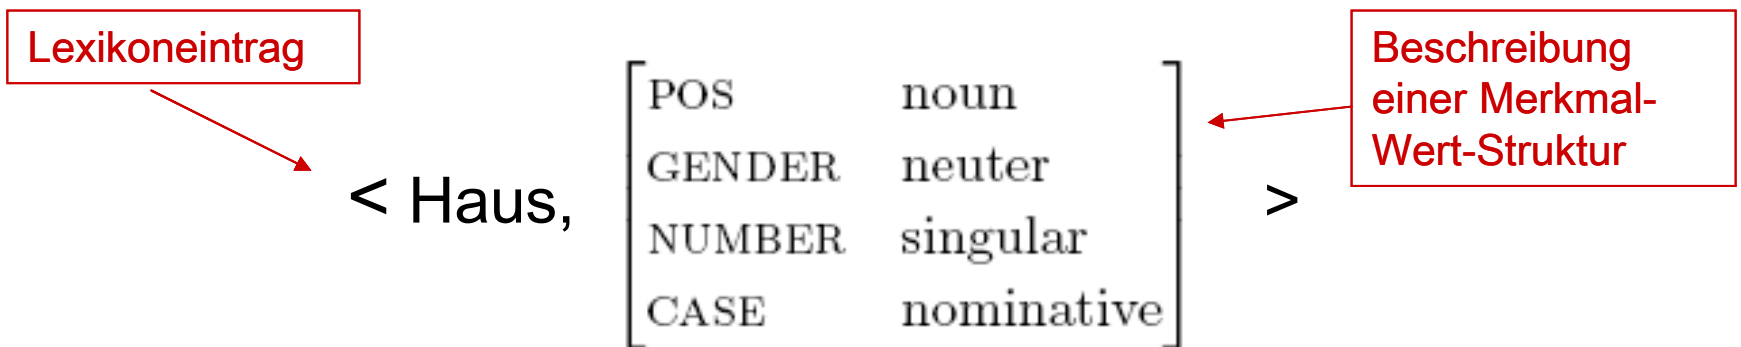 Lexikoneintrag
Beschreibung
einer Merkmal-
Wert-Struktur
< Haus,
POS noun
GENDER neuter
NUMBER singular
CASE nominative
>